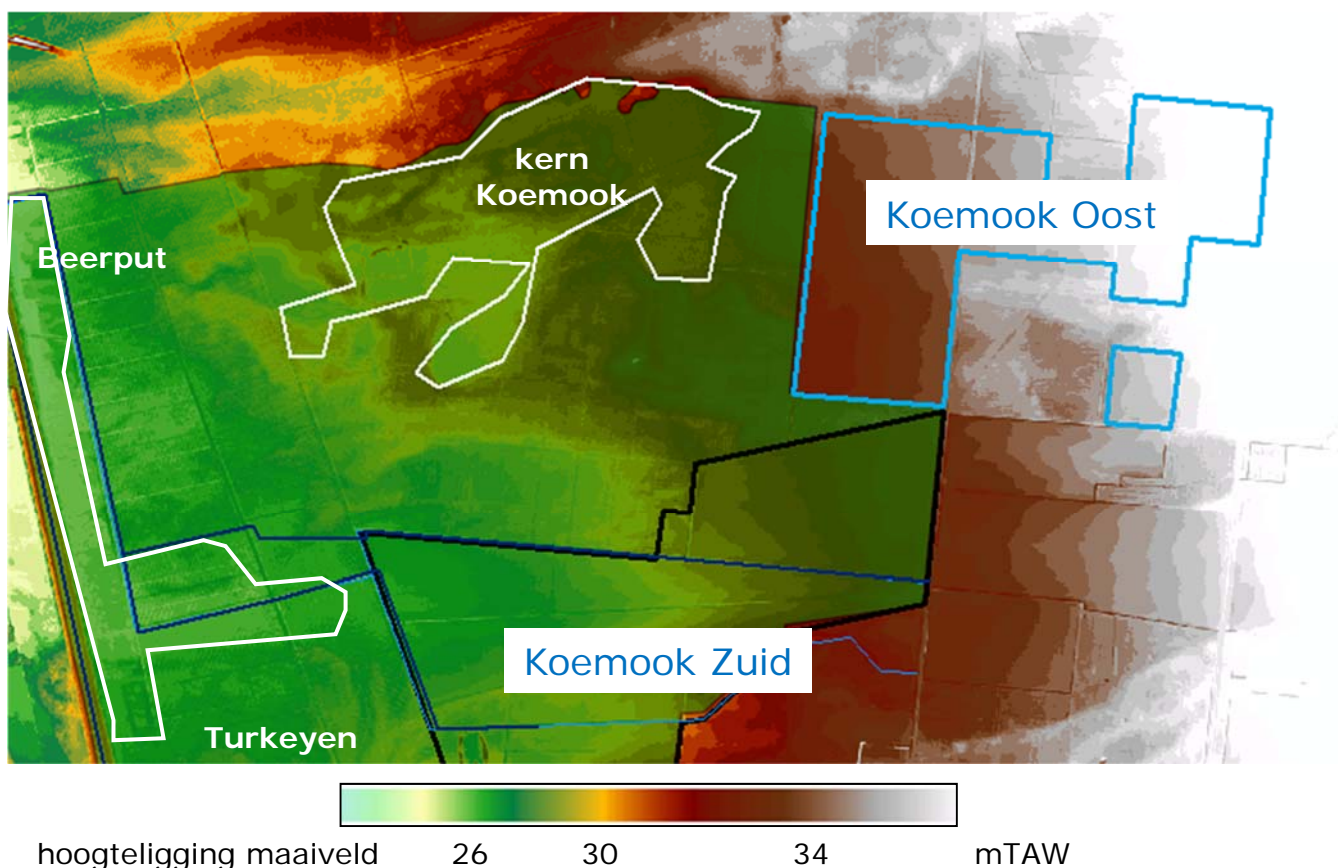 kern
Koemook
Koemook Oost
Beerput
Koemook Zuid
Turkeyen
hoogteligging maaiveld 26 30 34 mTAW